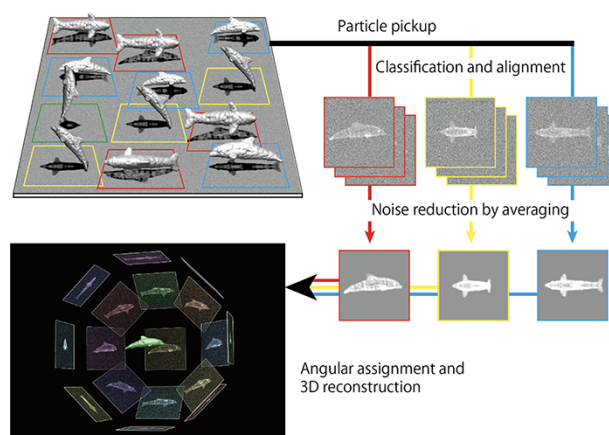 Particle pickup
Classification and alignment
Noise reduction by averaging
Angular assignment and
3D reconstruction